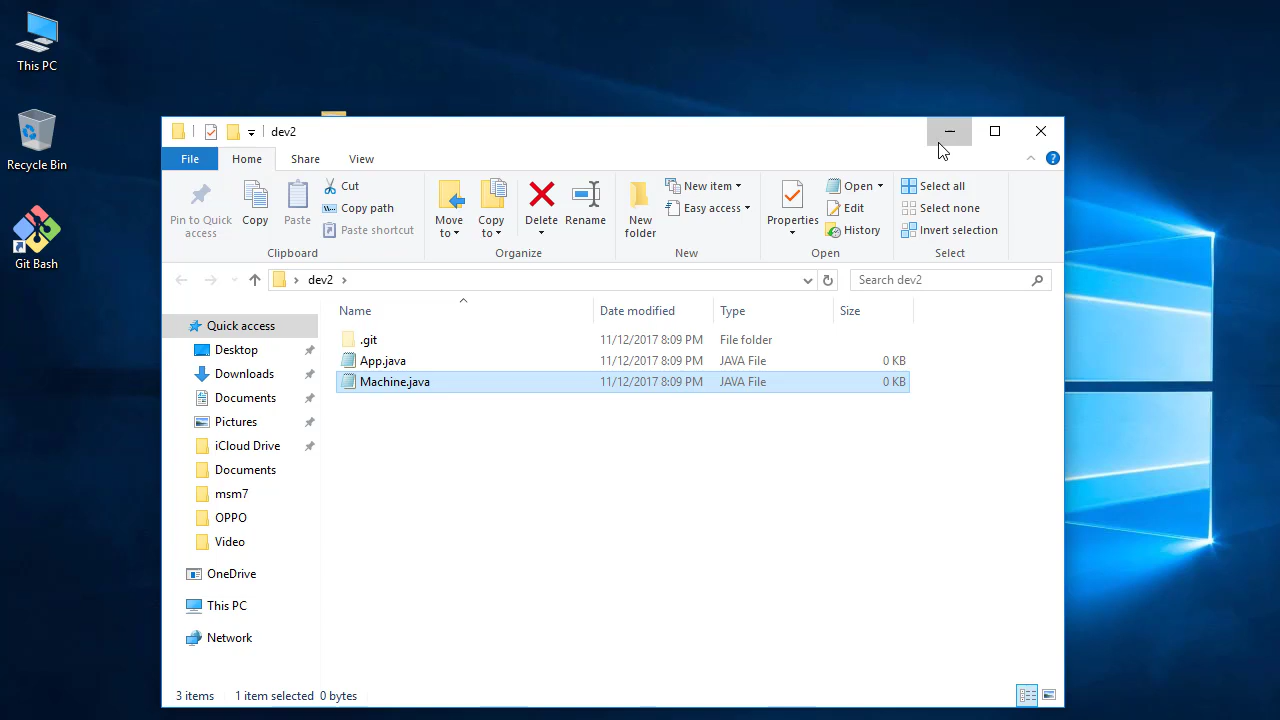 This PC
Recycle Bin
Git Bash
dev2
File
Home
Share
View
Pin to Quick
access
Copy
Paste
Cut
Copy path
Paste shortcut
Clipboard
Move
to
Copy
to
Delete
Rename
Organize
New
folder
New item
Easy access
New
Properties
Open
Edit
History
Open
Select all
Select none
Invert selection
Select
dev2
Search dev2
Name
Date modified
Type
Size
.git 11/12/2017 8:09 PM File folder
App.java 11/12/2017 8:09 PM JAVA File 0 KB
Machine.java 11/12/2017 8:09 PM JAVA File 0 KB
Quick access
Desktop
Downloads
Documents
Pictures
iCloud Drive
Documents
msm7
OPPO
Video
OneDrive
This PC
Network
3 items
1 item selected 0 bytes